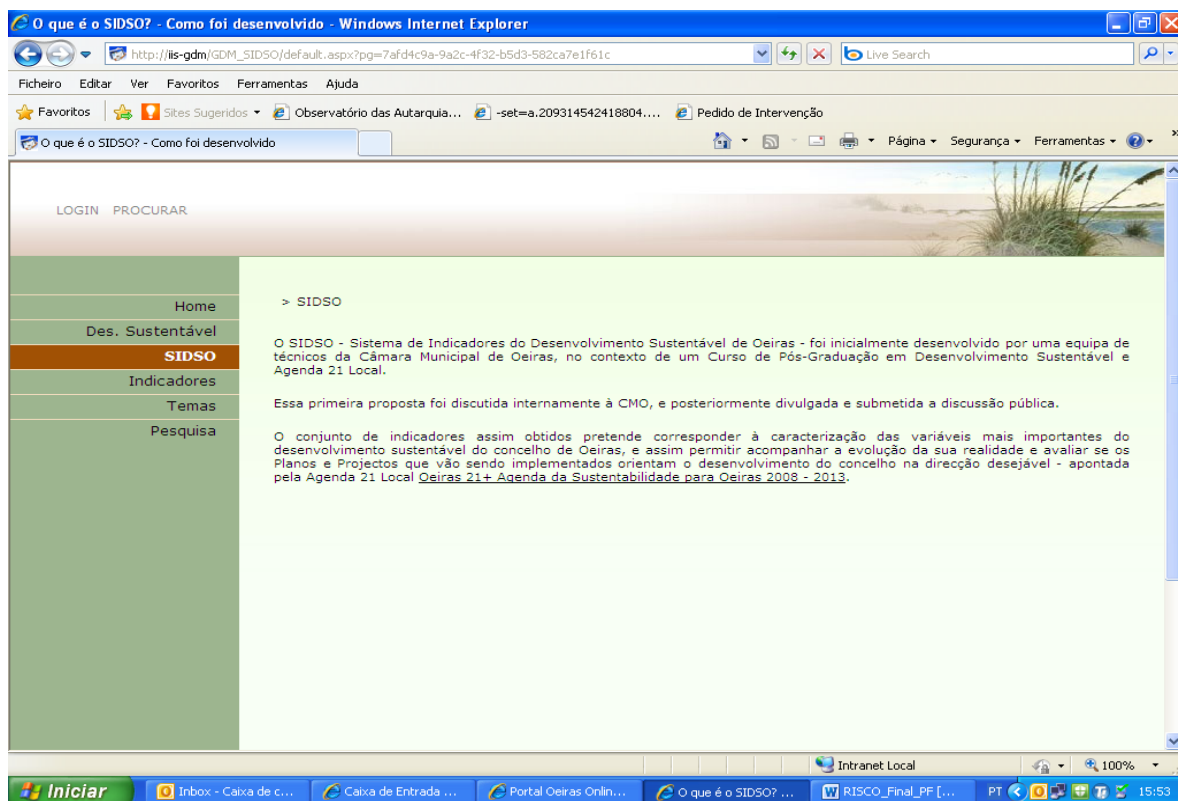 O que é o SIDSO? - Como foi desenvolvido - Windows Internet Explorer
http://iis-gdm/GDM_SIDSO/default.aspx?pg=7afd4c9a-9a2c-4f32-b5d3-582ca7e1f61c
Live Search
Ficheiro Editar Ver Favoritos Ferramentas Ajuda
Favoritos Sites Sugeridos Observatório das Autarquia... -set=a.209314542418804.... Pedido de Intervenção
O que é o SIDSO? - Como foi desenvolvido
Página Segurança Ferramentas
LOGIN PROCURAR
Home
Des. Sustentável
SIDSO
Indicadores
Temas
Pesquisa
> SIDSO
O SIDSO - Sistema de Indicadores do Desenvolvimento Sustentável de Oeiras - foi inicialmente desenvolvido por uma equipa de
técnicos da Câmara Municipal de Oeiras, no contexto de um Curso de Pós-Graduação em Desenvolvimento Sustentável e
Agenda 21 Local.
Essa primeira proposta foi discutida internamente à CMO, e posteriormente divulgada e submetida a discussão pública.
O conjunto de indicadores assim obtidos pretende corresponder à caracterização das variáveis mais importantes do
desenvolvimento sustentável do concelho de Oeiras, e assim permitir acompanhar a evolução da sua realidade e avaliar se os
Planos e Projectos que vão sendo implementados orientam o desenvolvimento do concelho na direcção desejável - apontada
pela Agenda 21 Local Oeiras 21+ Agenda da Sustentabilidade para Oeiras 2008 - 2013.
Intranet Local
100%
Iniciar
Inbox - Caixa de c...
Caixa de Entrada ...
Portal Oeiras Onlin...
O que é o SIDSO? ...
RISCO_Final_PF [...
PT
15:53